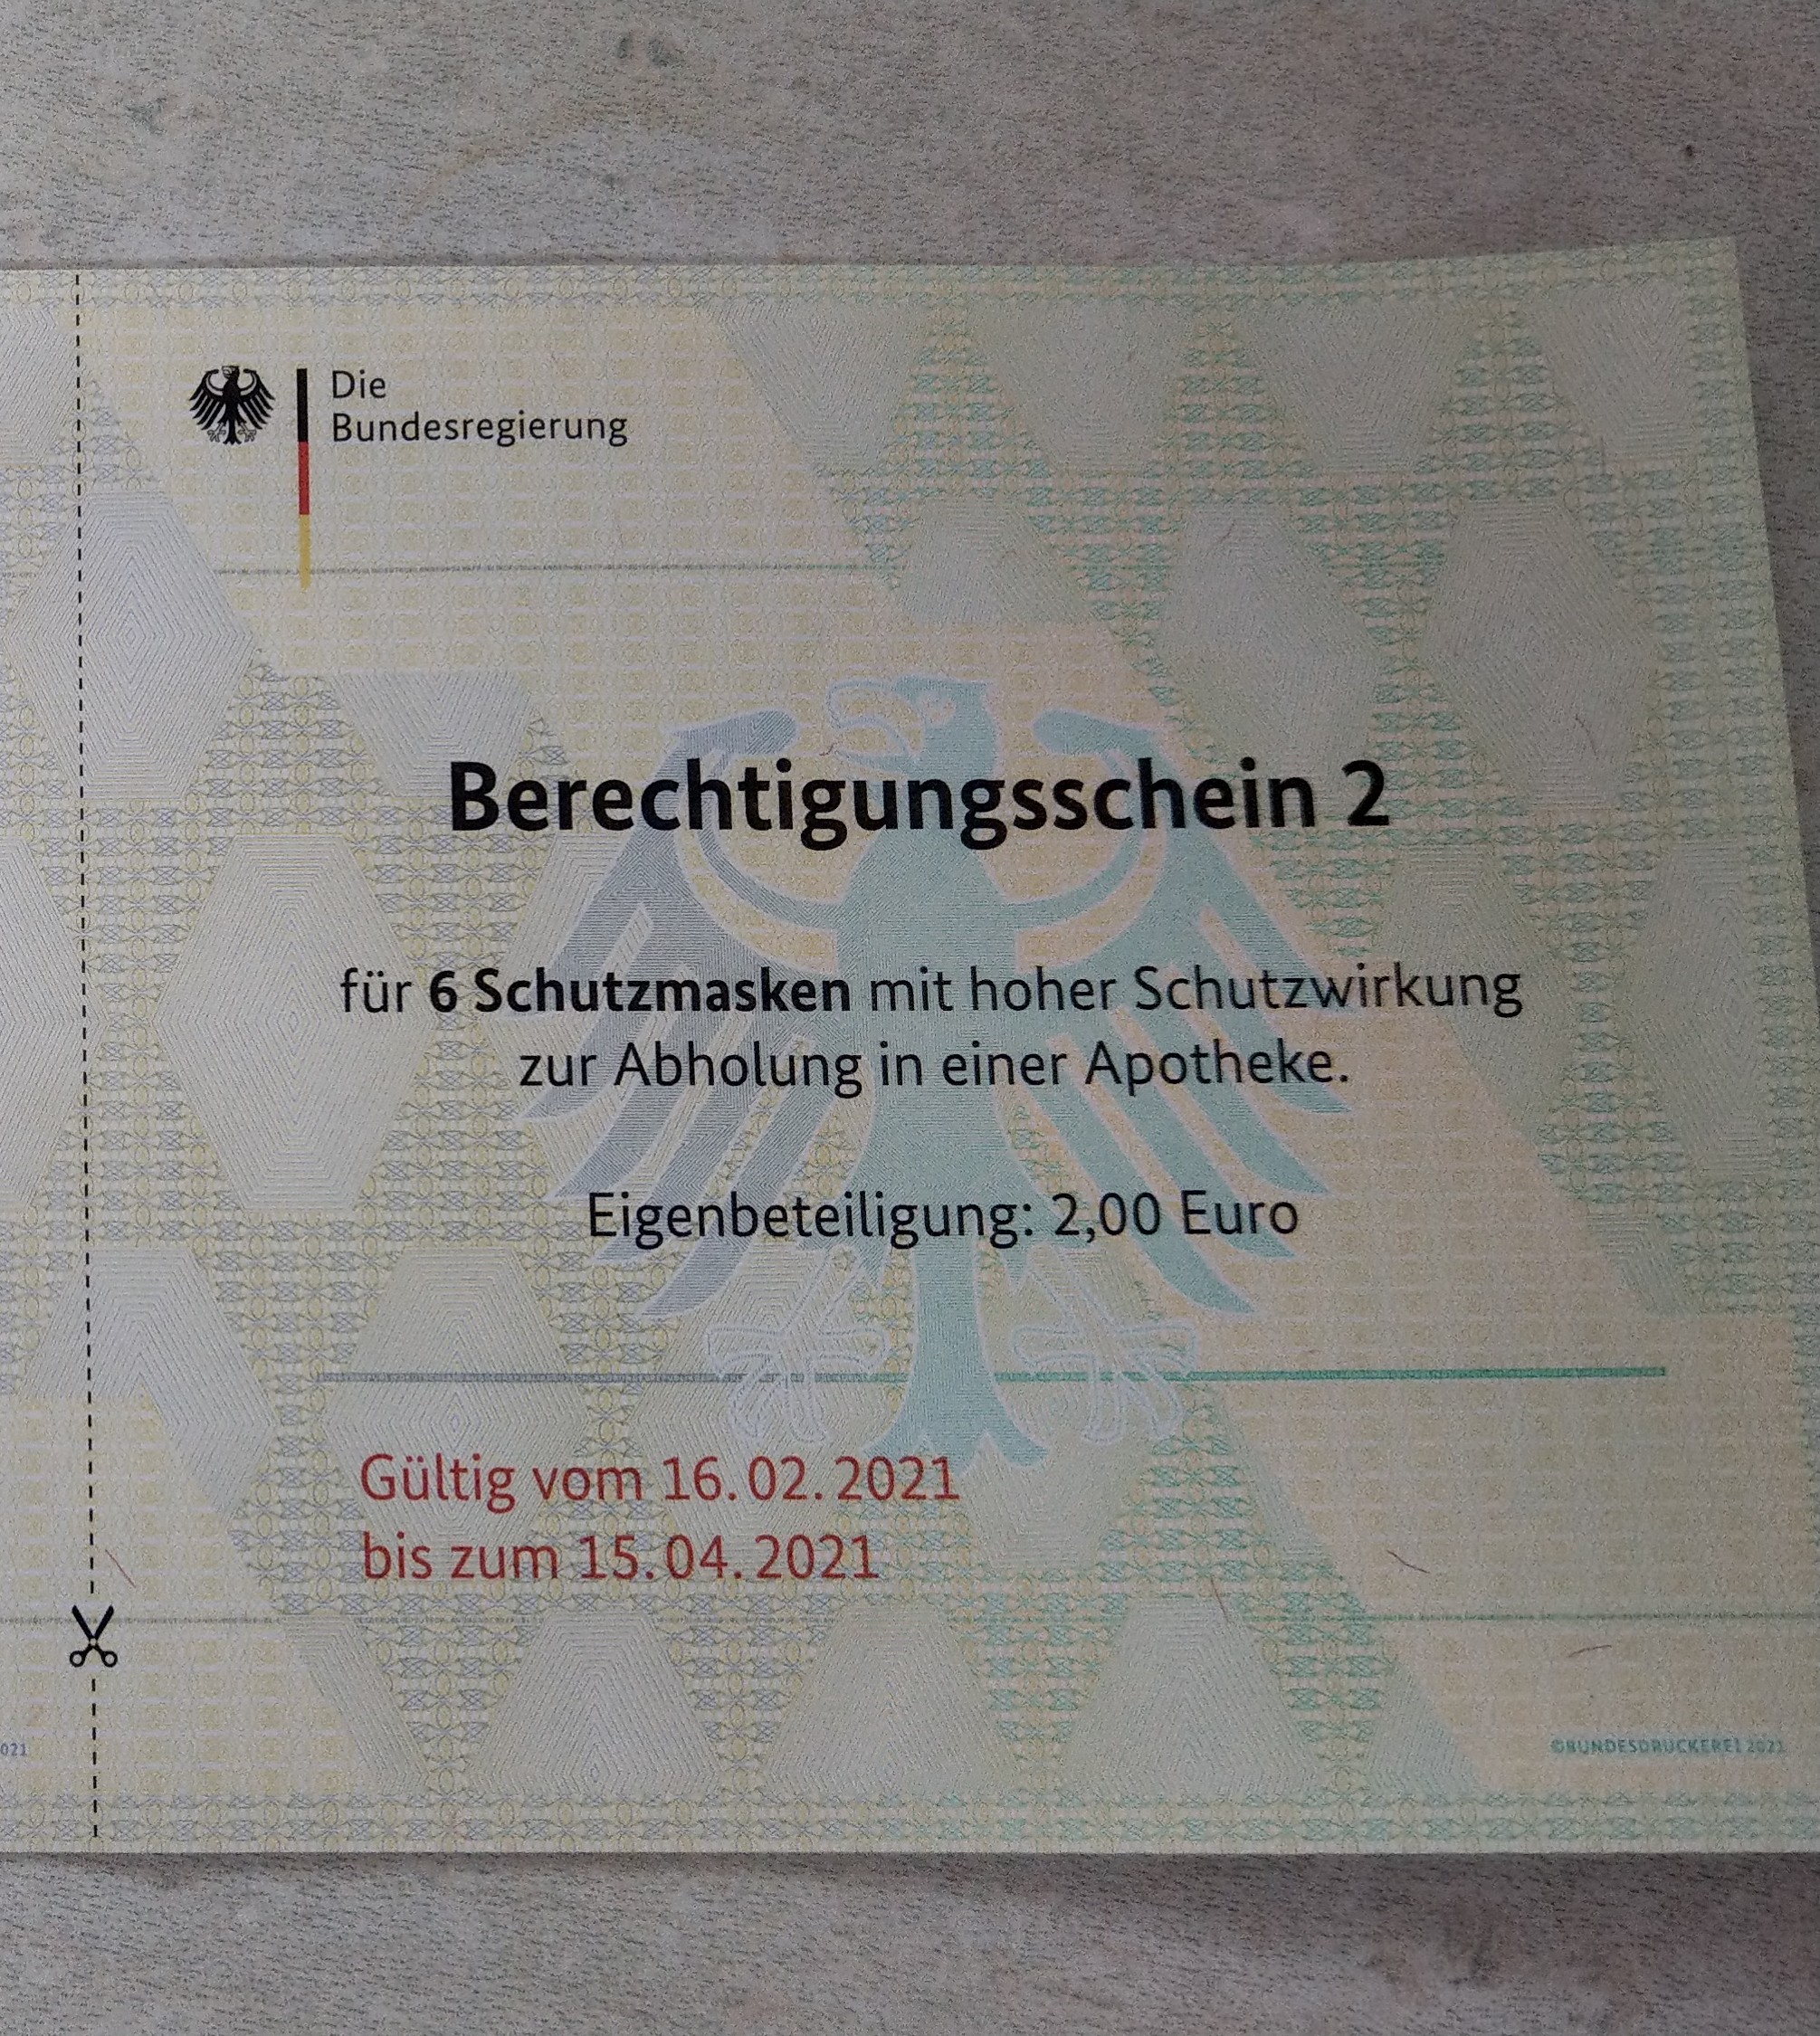 Die
Bundesregierung
Berechtigungsschein 2
für 6 Schutzmasken mit hoher Schutzwirkung
zur Abholung in einer Apotheke.
Eigenbeteiligung: 2,00 Euro
Gültig vom 16.02.2021
bis zum 15.04.2021
021
©BUNDESDRUCKEREI 2021